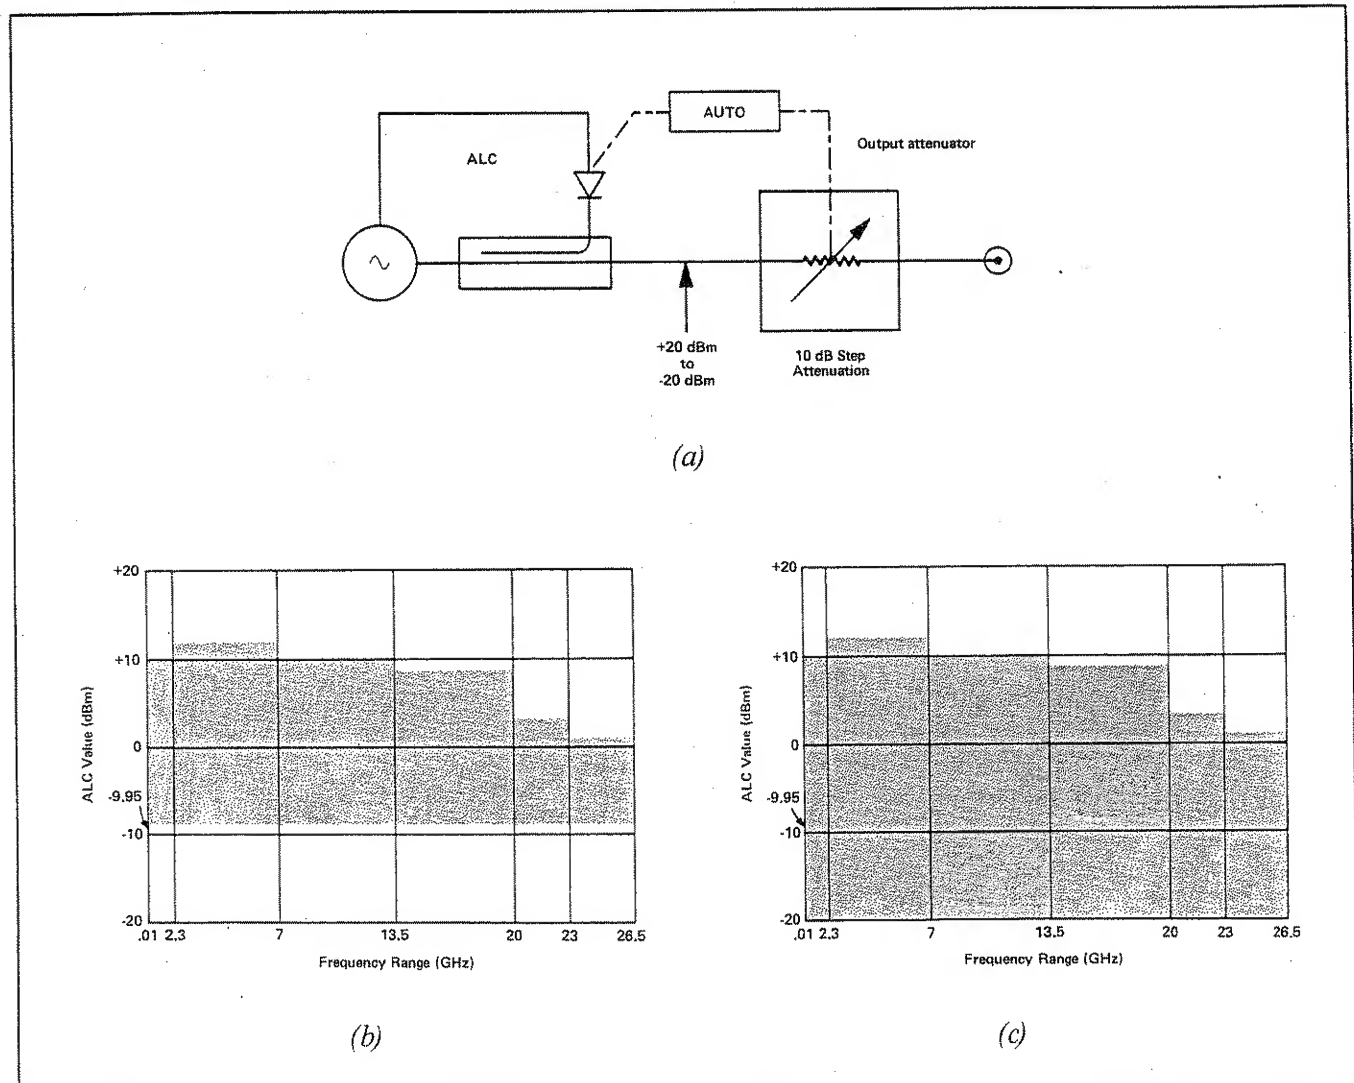 AUTO
ALC
Output attenuator
∿
+20 dBm
to
-20 dBm
10 dB Step
Attenuation
(a)
+20
+10
0
-9.95
-10
-20
ALC Value (dBm)
.01 2.3 7 13.5 20 23 26.5
Frequency Range (GHz)
(b)
+20
+10
0
-9.95
-10
-20
ALC Value (dBm)
.01 2.3 7 13.5 20 23 26.5
Frequency Range (GHz)
(c)